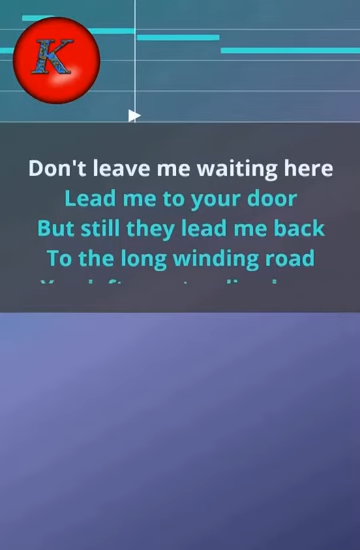 K
Don't leave me waiting here
Lead me to your door
But still they lead me back
To the long winding road